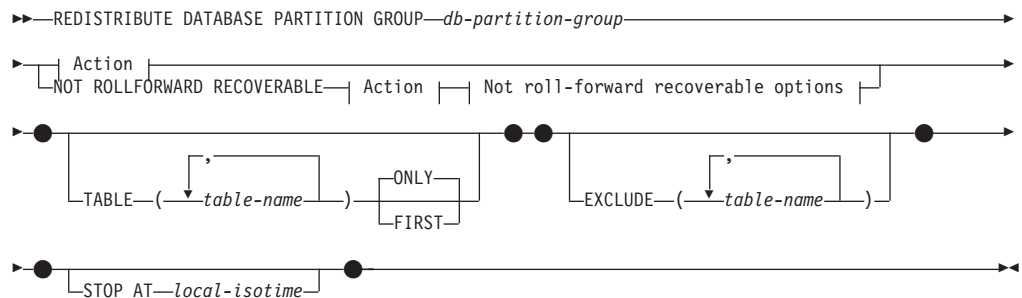 REDISTRIBUTE DATABASE PARTITION GROUP db-partition-group
Action
NOT ROLLFORWARD RECOVERABLE Action Not roll-forward recoverable options
, ,
ONLY
TABLE ( table-name ) EXCLUDE ( table-name )
FIRST
STOP AT local-isotime